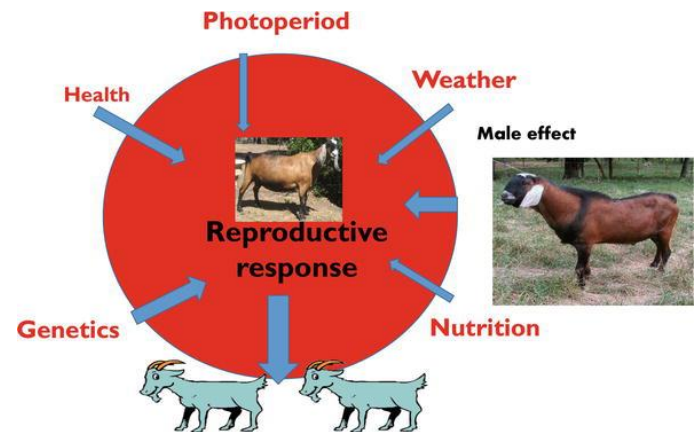 Photoperiod
Health
Weather
Male effect
Reproductive
response
Genetics
Nutrition